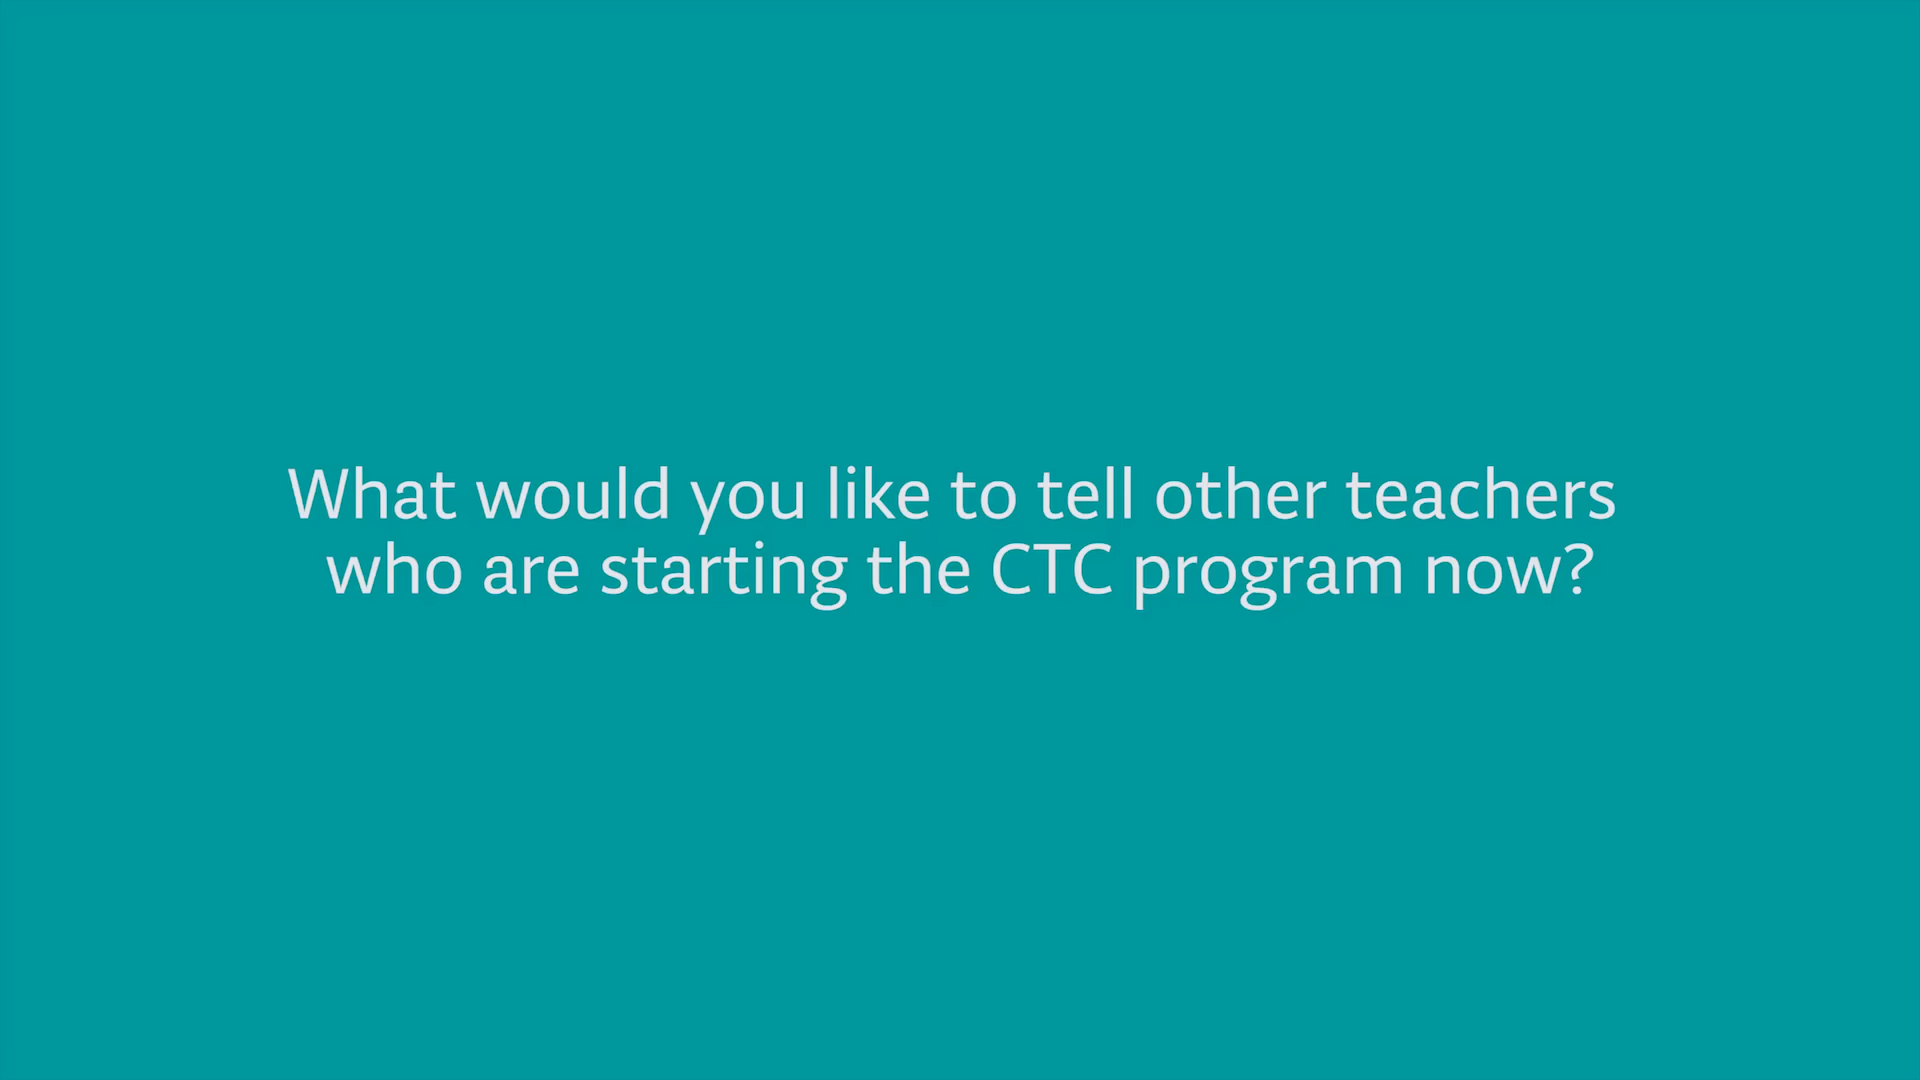 What would you like to tell other teachers
who are starting the CTC program now?